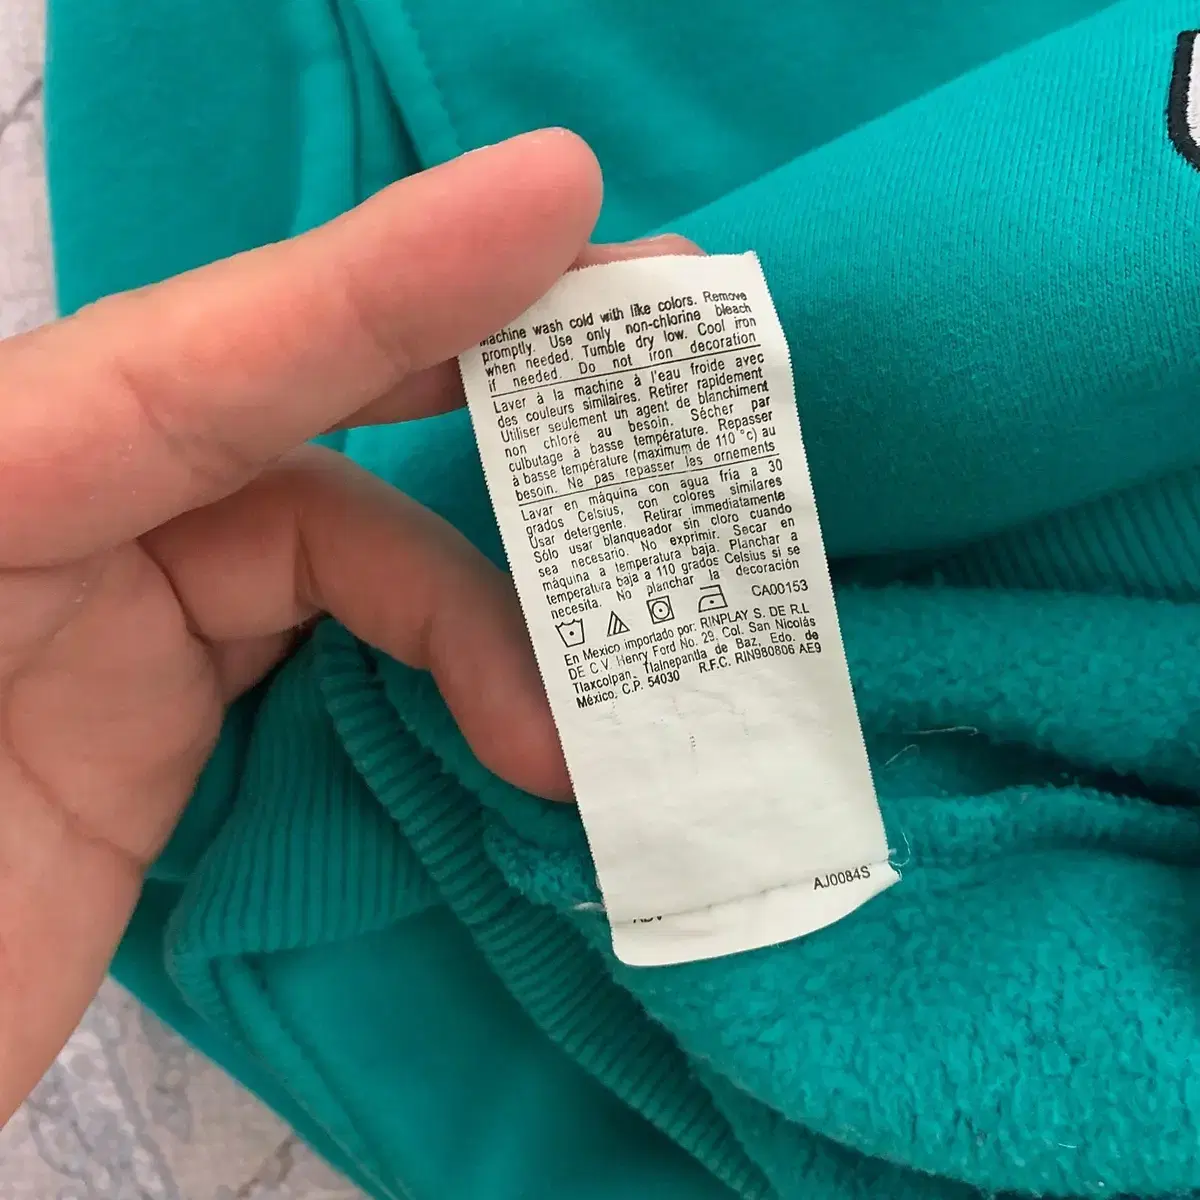 Machine wash cold with like colors. Remove
promptly. Use only non-chlorine bleach
when needed. Tumble dry low. Cool iron
if needed. Do not iron decoration
Laver à la machine à l'eau froide avec
des couleurs similaires. Retirer rapidement
Utiliser seulement un agent de blanchiment
non chloré au besoin. Sécher par
culbutage à basse température. Repasser
à basse température (maximum de 110 °c) au
besoin. Ne pas repasser les ornements
Lavar en máquina con agua fria a 30
grados Celsius, con colores similares
Usar detergente. Retirar immediatamente
Sólo usar blanqueador sin cloro cuando
sea necesario. No exprimir. Secar en
máquina a temperatura baja. Planchar a
temperatura baja a 110 grados Celsius si se
necesita. No planchar la decoración
CA00153
En Mexico importado por: RINPLAY S. DE R.L
DE C.V. Henry Ford No. 29, Col. San Nicolás
Tlaxcolpan, Tlalnepantla de Baz, Edo. de
México, C.P. 54030 R.F.C. RIN980806 AE9
AJ0084S